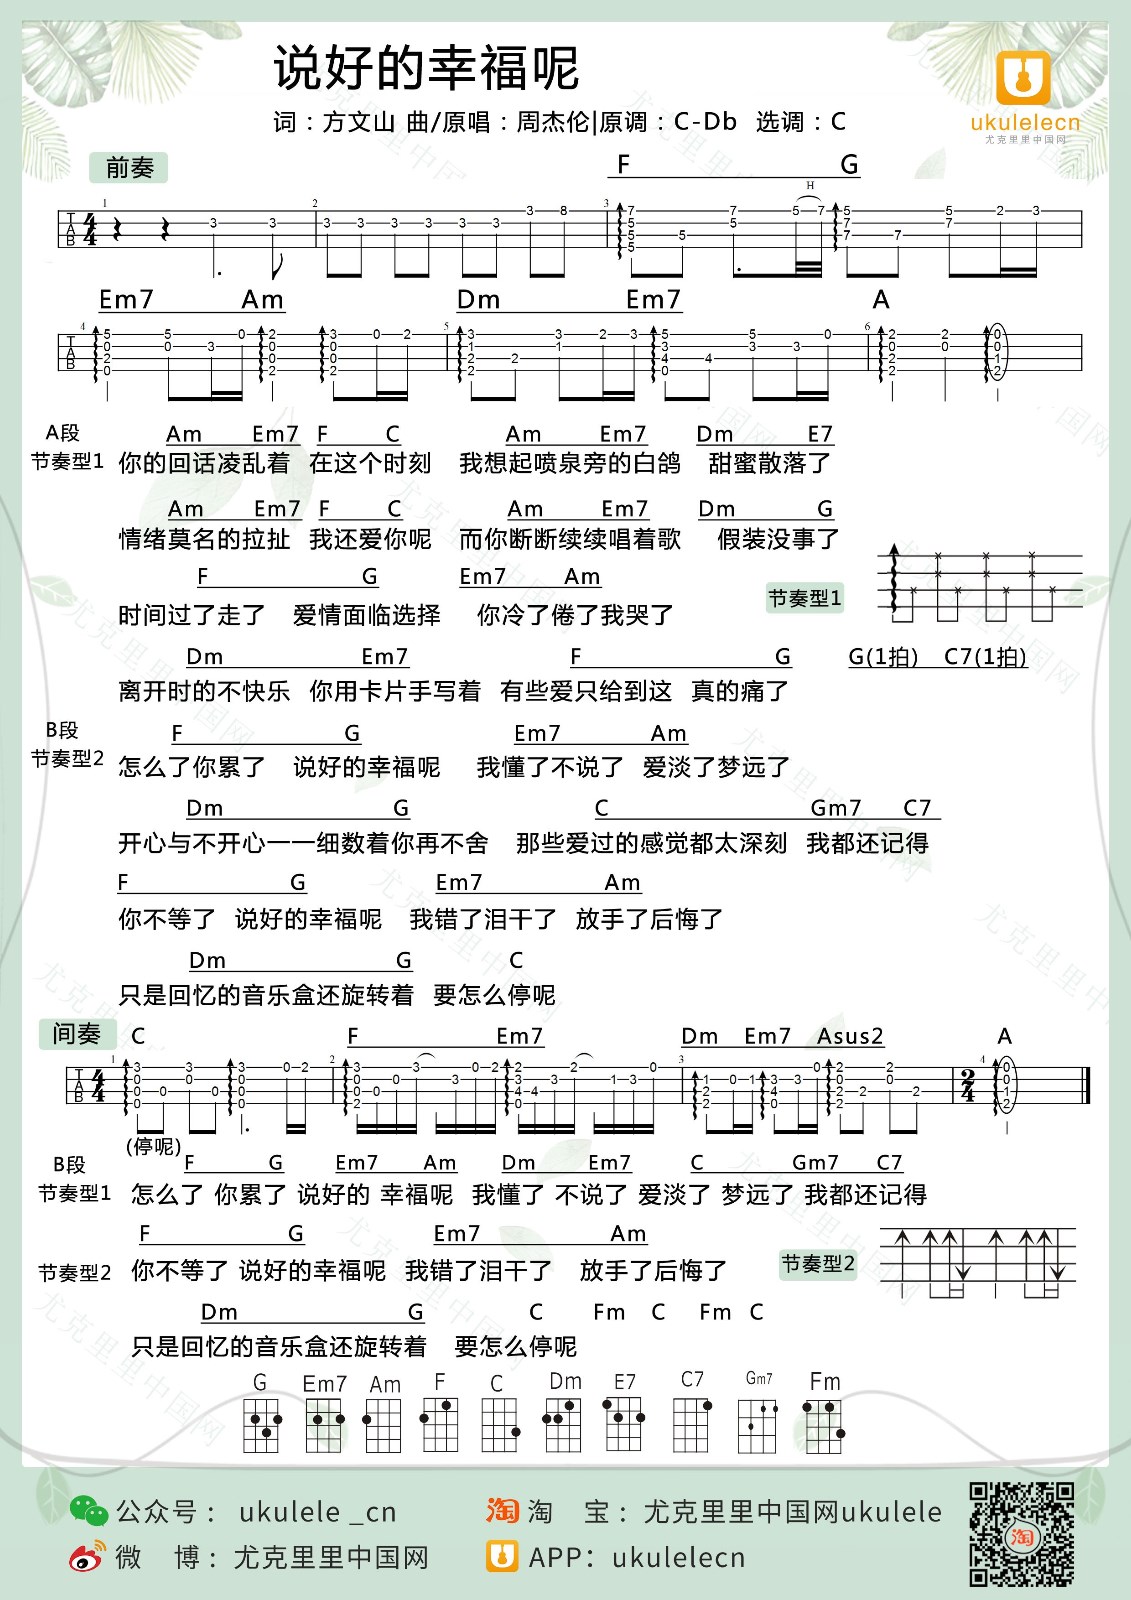 说好的幸福呢
词：方文山 曲/原唱：周杰伦|原调：C-Db 选调：C
ukulelecn
尤克里里中国网
前奏
F G
H
Em7 Am Dm Em7 A
A段
节奏型1
Am Em7 F C Am Em7 Dm E7
你的回话凌乱着 在这个时刻 我想起喷泉旁的白鸽 甜蜜散落了
Am Em7 F C Am Em7 Dm G
情绪莫名的拉扯 我还爱你呢 而你断断续续唱着歌 假装没事了
F G Em7 Am
时间过了走了 爱情面临选择 你冷了倦了我哭了
节奏型1
Dm Em7 F G G(1拍) C7(1拍)
离开时的不快乐 你用卡片手写着 有些爱只给到这 真的痛了
B段
节奏型2
F G Em7 Am
怎么了你累了 说好的幸福呢 我懂了不说了 爱淡了梦远了
Dm G C Gm7 C7
开心与不开心一一细数着你再不舍 那些爱过的感觉都太深刻 我都还记得
F G Em7 Am
你不等了 说好的幸福呢 我错了泪干了 放手了后悔了
Dm G C
只是回忆的音乐盒还旋转着 要怎么停呢
间奏
C F Em7 Dm Em7 Asus2 A
(停呢)
B段
节奏型1
F G Em7 Am Dm Em7 C Gm7 C7
怎么了 你累了 说好的 幸福呢 我懂了 不说了 爱淡了 梦远了 我都还记得
F G Em7 Am
节奏型2
你不等了 说好的幸福呢 我错了泪干了 放手了后悔了
节奏型2
Dm G C Fm C Fm C
只是回忆的音乐盒还旋转着 要怎么停呢
G Em7 Am F C Dm E7 C7 Gm7 Fm
公众号： ukulele _cn
淘 淘 宝：尤克里里中国网ukulele
微 博：尤克里里中国网
APP：ukulelecn
淘